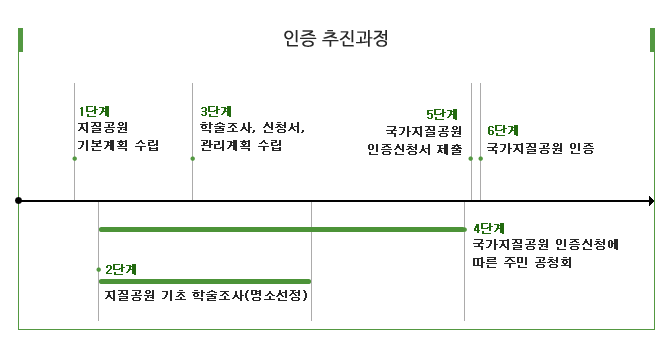 인증 추진과정
1단계
지질공원
기본계획 수립
3단계
학술조사, 신청서,
관리계획 수립
5단계
국가지질공원
인증신청서 제출
6단계
국가지질공원 인증
4단계
국가지질공원 인증신청에
따른 주민 공청회
2단계
지질공원 기초 학술조사(명소선정)